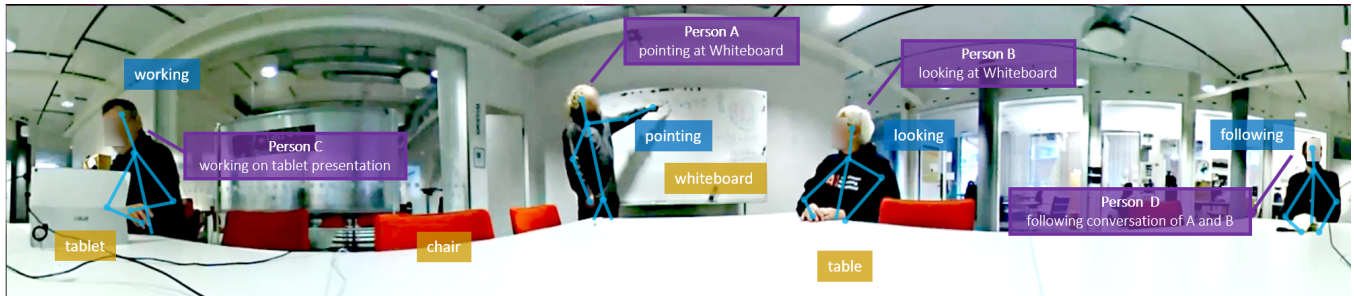 working
Person C
working on tablet presentation
tablet
chair
Person A
pointing at Whiteboard
pointing
whiteboard
Person B
looking at Whiteboard
looking
table
following
Person D
following conversation of A and B